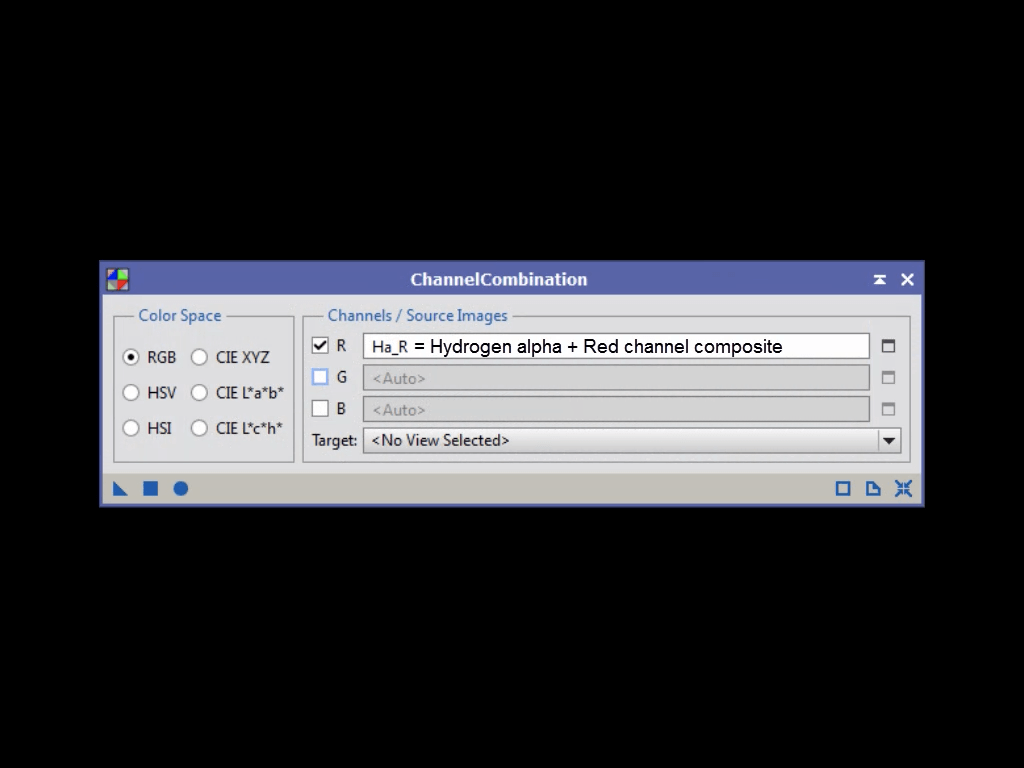 ChannelCombination
Color Space
RGB
CIE XYZ
HSV
CIE L*a*b*
HSI
CIE L*c*h*
Channels / Source Images
R
Ha_R = Hydrogen alpha + Red channel composite
G
<Auto>
B
<Auto>
Target:
<No View Selected>